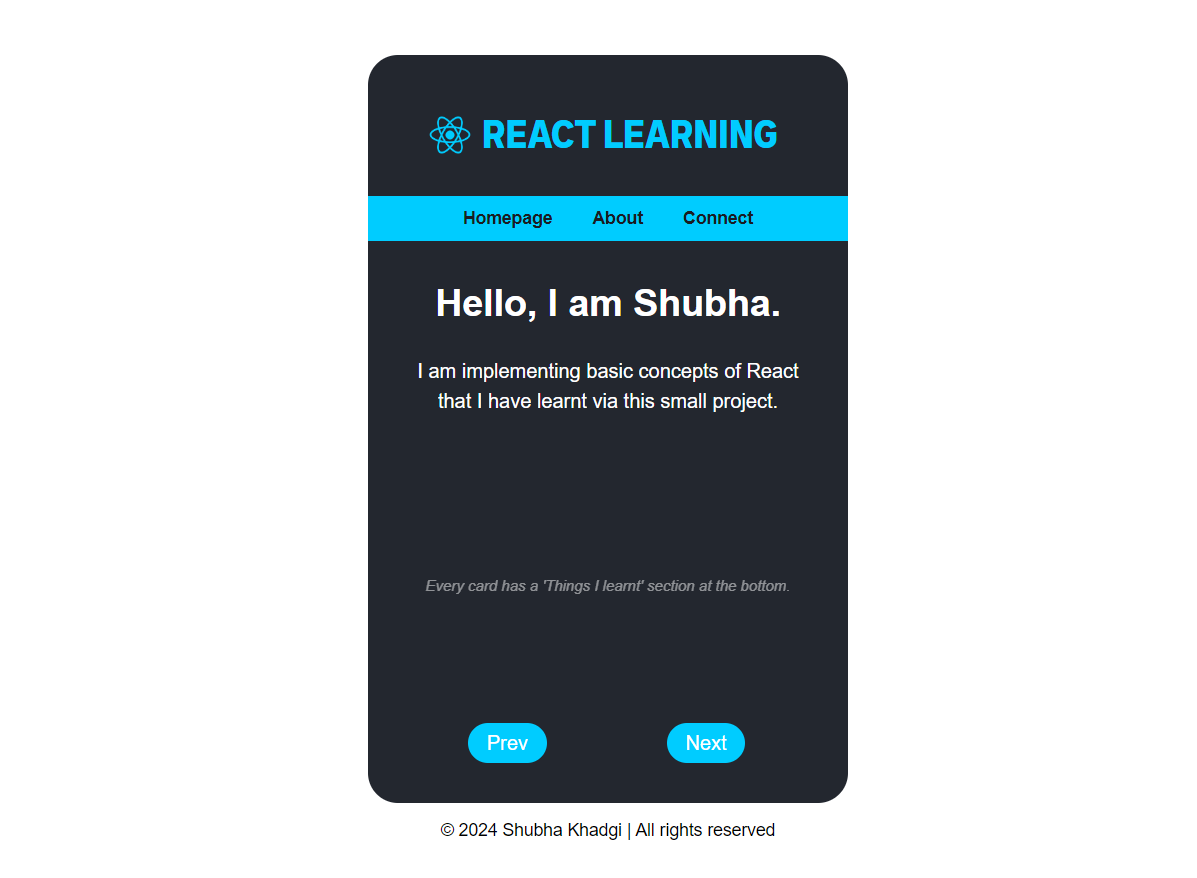 REACT LEARNING
Homepage About Connect
Hello, I am Shubha.
I am implementing basic concepts of React
that I have learnt via this small project.
Every card has a 'Things I learnt' section at the bottom.
Prev Next
© 2024 Shubha Khadgi | All rights reserved